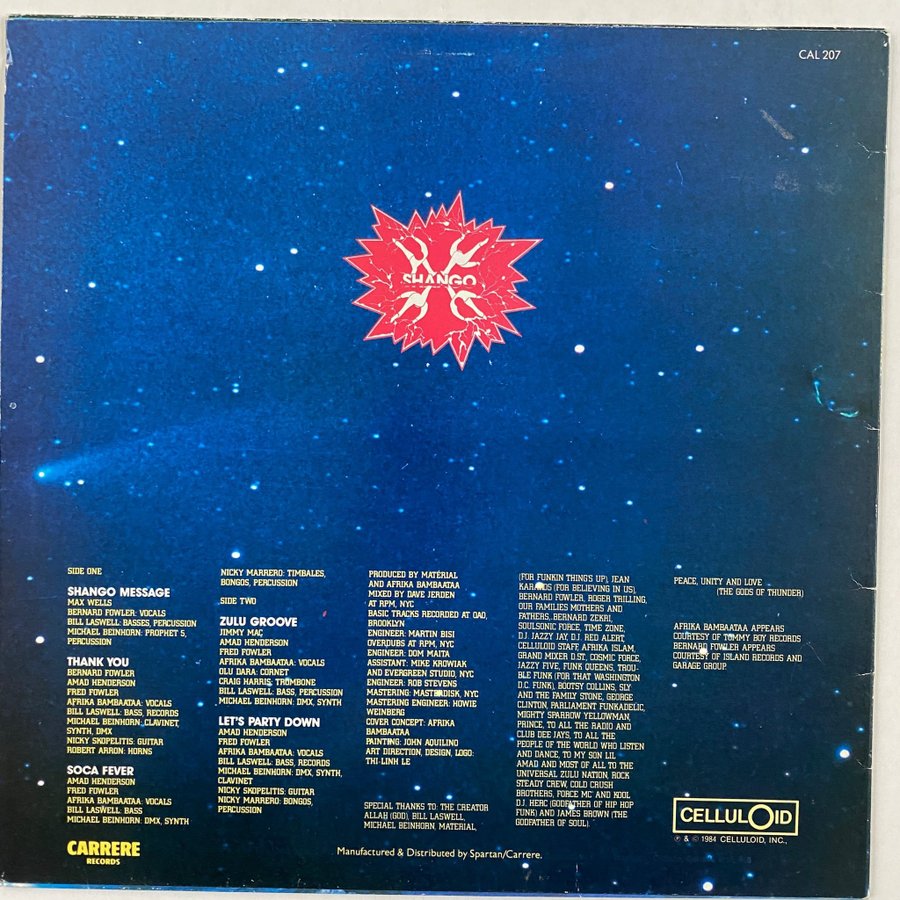 CAL 207
SHANGO
SIDE ONE
SHANGO MESSAGE
MAX WELLS
BERNARD FOWLER: VOCALS
BILL LASWELL: BASSES, PERCUSSION
MICHAEL BEINHORN: PROPHET 5,
PERCUSSION
THANK YOU
BERNARD FOWLER
AMAD HENDERSON
FRED FOWLER
AFRIKA BAMBAATAA: VOCALS
BILL LASWELL: BASS, RECORDS
MICHAEL BEINHORN: CLAVINET,
SYNTH, DMX
NICKY SKOPELITIS: GUITAR
ROBERT ARRON: HORNS
SOCA FEVER
AMAD HENDERSON
FRED FOWLER
AFRIKA BAMBAATAA: VOCALS
BILL LASWELL: BASS
MICHAEL BEINHORN: DMX, SYNTH
CARRERE
RECORDS
NICKY MARRERO: TIMBALES,
BONGOS, PERCUSSION
SIDE TWO
ZULU GROOVE
JIMMY MAC
AMAD HENDERSON
FRED FOWLER
AFRIKA BAMBAATAA: VOCALS
OLU DARA: CORNET
CRAIG HARRIS: TROMBONE
BILL LASWELL: BASS, PERCUSSION
MICHAEL BEINHORN: DMX, SYNTH
LET'S PARTY DOWN
AMAD HENDERSON
FRED FOWLER
AFRIKA BAMBAATAA: VOCALS
BILL LASWELL: BASS, RECORDS
MICHAEL BEINHORN: DMX, SYNTH,
CLAVINET
NICKY SKOPELITIS: GUITAR
NICKY MARRERO: BONGOS,
PERCUSSION
PRODUCED BY MATERIAL
AND AFRIKA BAMBAATAA
MIXED BY DAVE JERDEN
AT RPM, NYC
BASIC TRACKS RECORDED AT OAO,
BROOKLYN
ENGINEER: MARTIN BISI
OVERDUBS AT RPM, NYC
ENGINEER: DOM MAITA
ASSISTANT: MIKE KROWIAK
AND EVERGREEN STUDIO, NYC
ENGINEER: ROB STEVENS
MASTERING: MASTERDISK, NYC
MASTERING ENGINEER: HOWIE
WEINBERG
COVER CONCEPT: AFRIKA
BAMBAATAA
PAINTING: JOHN AQUILINO
ART DIRECTION, DESIGN, LOGO:
THI-LINH LE
SPECIAL THANKS TO: THE CREATOR
ALLAH (GOD), BILL LASWELL,
MICHAEL BEINHORN, MATERIAL,
(FOR FUNKIN THING'S UP), JEAN
KARAKOS (FOR BELIEVING IN US),
BERNARD FOWLER, ROGER TRILLING,
OUR FAMILIES MOTHERS AND
FATHERS, BERNARD ZEKRI,
SOULSONIC FORCE, TIME ZONE,
D.J. JAZZY JAY, D.J. RED ALERT,
CELLULOID STAFF, AFRIKA ISLAM,
GRAND MIXER D.ST., COSMIC FORCE,
JAZZY FIVE, FUNK QUEENS, TROU-
BLE FUNK (FOR THAT WASHINGTON
D.C. FUNK), BOOTSY COLLINS, SLY
AND THE FAMILY STONE, GEORGE
CLINTON, PARLIAMENT FUNKADELIC,
MIGHTY SPARROW YELLOWMAN,
PRINCE, TO ALL THE RADIO AND
CLUB DEE JAYS, TO ALL THE
PEOPLE OF THE WORLD WHO LISTEN
AND DANCE, TO MY SON LIL
AMAD AND MOST OF ALL TO THE
UNIVERSAL ZULU NATION, ROCK
STEADY CREW, COLD CRUSH
BROTHERS, FORCE MC AND KOOL
D.J. HERC (GODFATHER OF HIP HOP
FUNK) AND JAMES BROWN (THE
GODFATHER OF SOUL).
PEACE, UNITY AND LOVE
(THE GODS OF THUNDER)
AFRIKA BAMBAATAA APPEARS
COURTESY OF TOMMY BOY RECORDS
BERNARD FOWLER APPEARS
COURTESY OF ISLAND RECORDS AND
GARAGE GROUP.
CELLULOID
℗ & © 1984 CELLULOID, INC.,
Manufactured & Distributed by Spartan/Carrere.